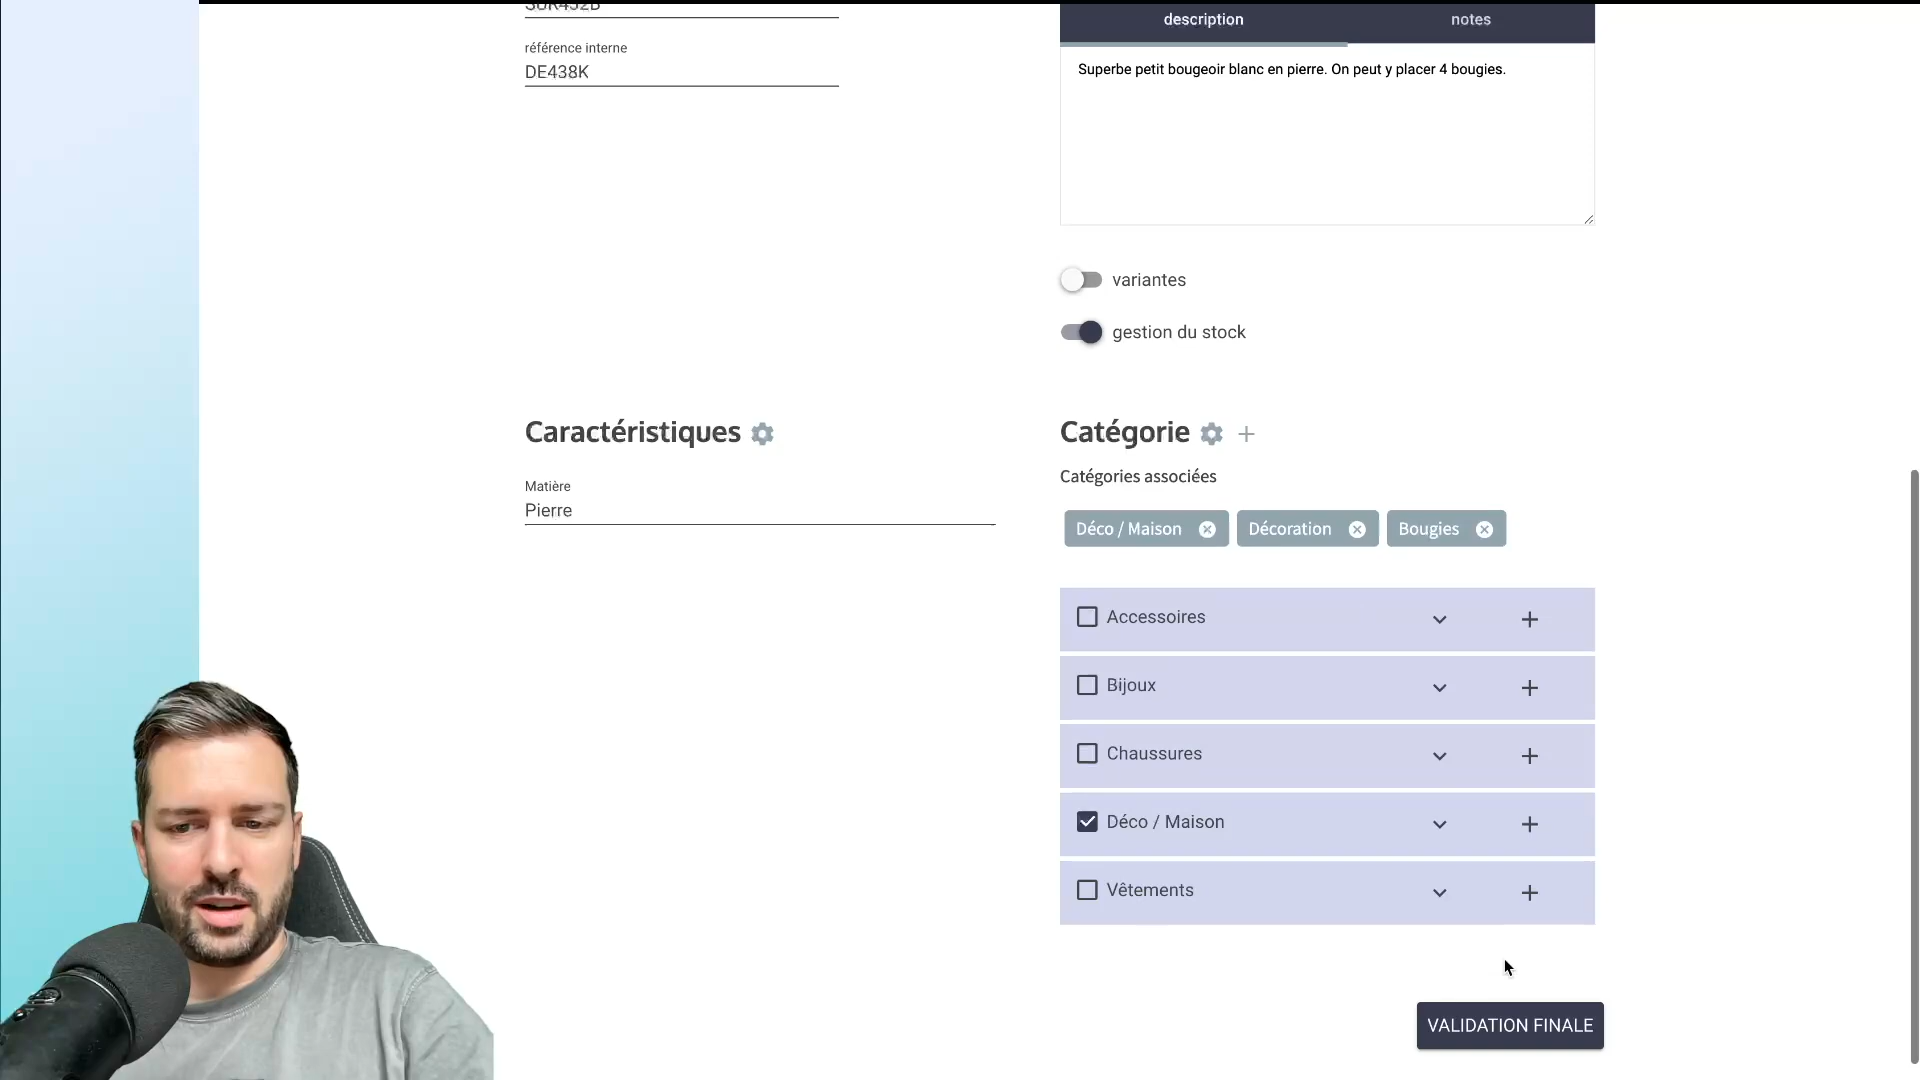 référence interne
DE438K
description
notes
Superbe petit bougeoir blanc en pierre. On peut y placer 4 bougies.
variantes
gestion du stock
Caractéristiques
Matière
Pierre
Catégorie
Catégories associées
Déco / Maison
Décoration
Bougies
Accessoires
Bijoux
Chaussures
Déco / Maison
Vêtements
VALIDATION FINALE